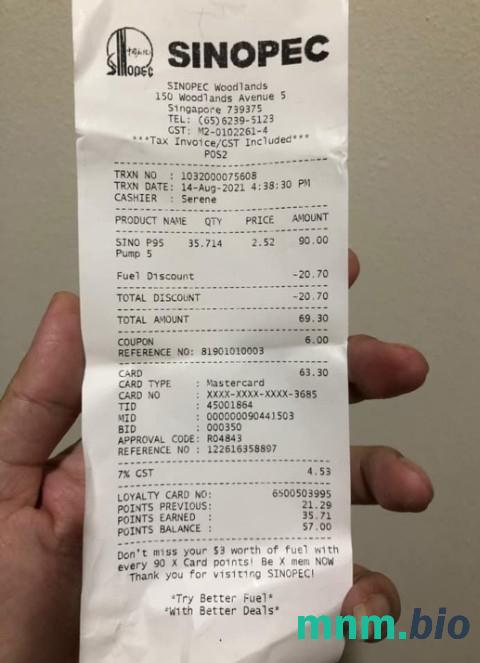 中国石化
SINOPEC
SINOPEC
SINOPEC Woodlands
150 Woodlands Avenue 5
Singapore 739375
TEL: (65)6239-5123
GST: M2-0102261-4
***Tax Invoice/GST Included***
POS2
TRXN NO : 1032000075608
TRXN DATE: 14-Aug-2021 4:38:30 PM
CASHIER : Serene
PRODUCT NAME QTY PRICE AMOUNT
SINO P95 35.714 2.52 90.00
Pump 5
Fuel Discount -20.70
TOTAL DISCOUNT -20.70
TOTAL AMOUNT 69.30
COUPON 6.00
REFERENCE NO: 81901010003
CARD 63.30
CARD TYPE : Mastercard
CARD NO : XXXX-XXXX-XXXX-3685
TID : 45001864
MID : 000000090441503
BID : 000350
APPROVAL CODE: R04843
REFERENCE NO : 122616358897
7% GST 4.53
LOYALTY CARD NO: 6500503995
POINTS PREVIOUS: 21.29
POINTS EARNED : 35.71
POINTS BALANCE : 57.00
Don't miss your $3 worth of fuel with
every 90 X Card points! Be X mem NOW
Thank you for visiting SINOPEC!
*Try Better Fuel*
*With Better Deals*
mnm.bio